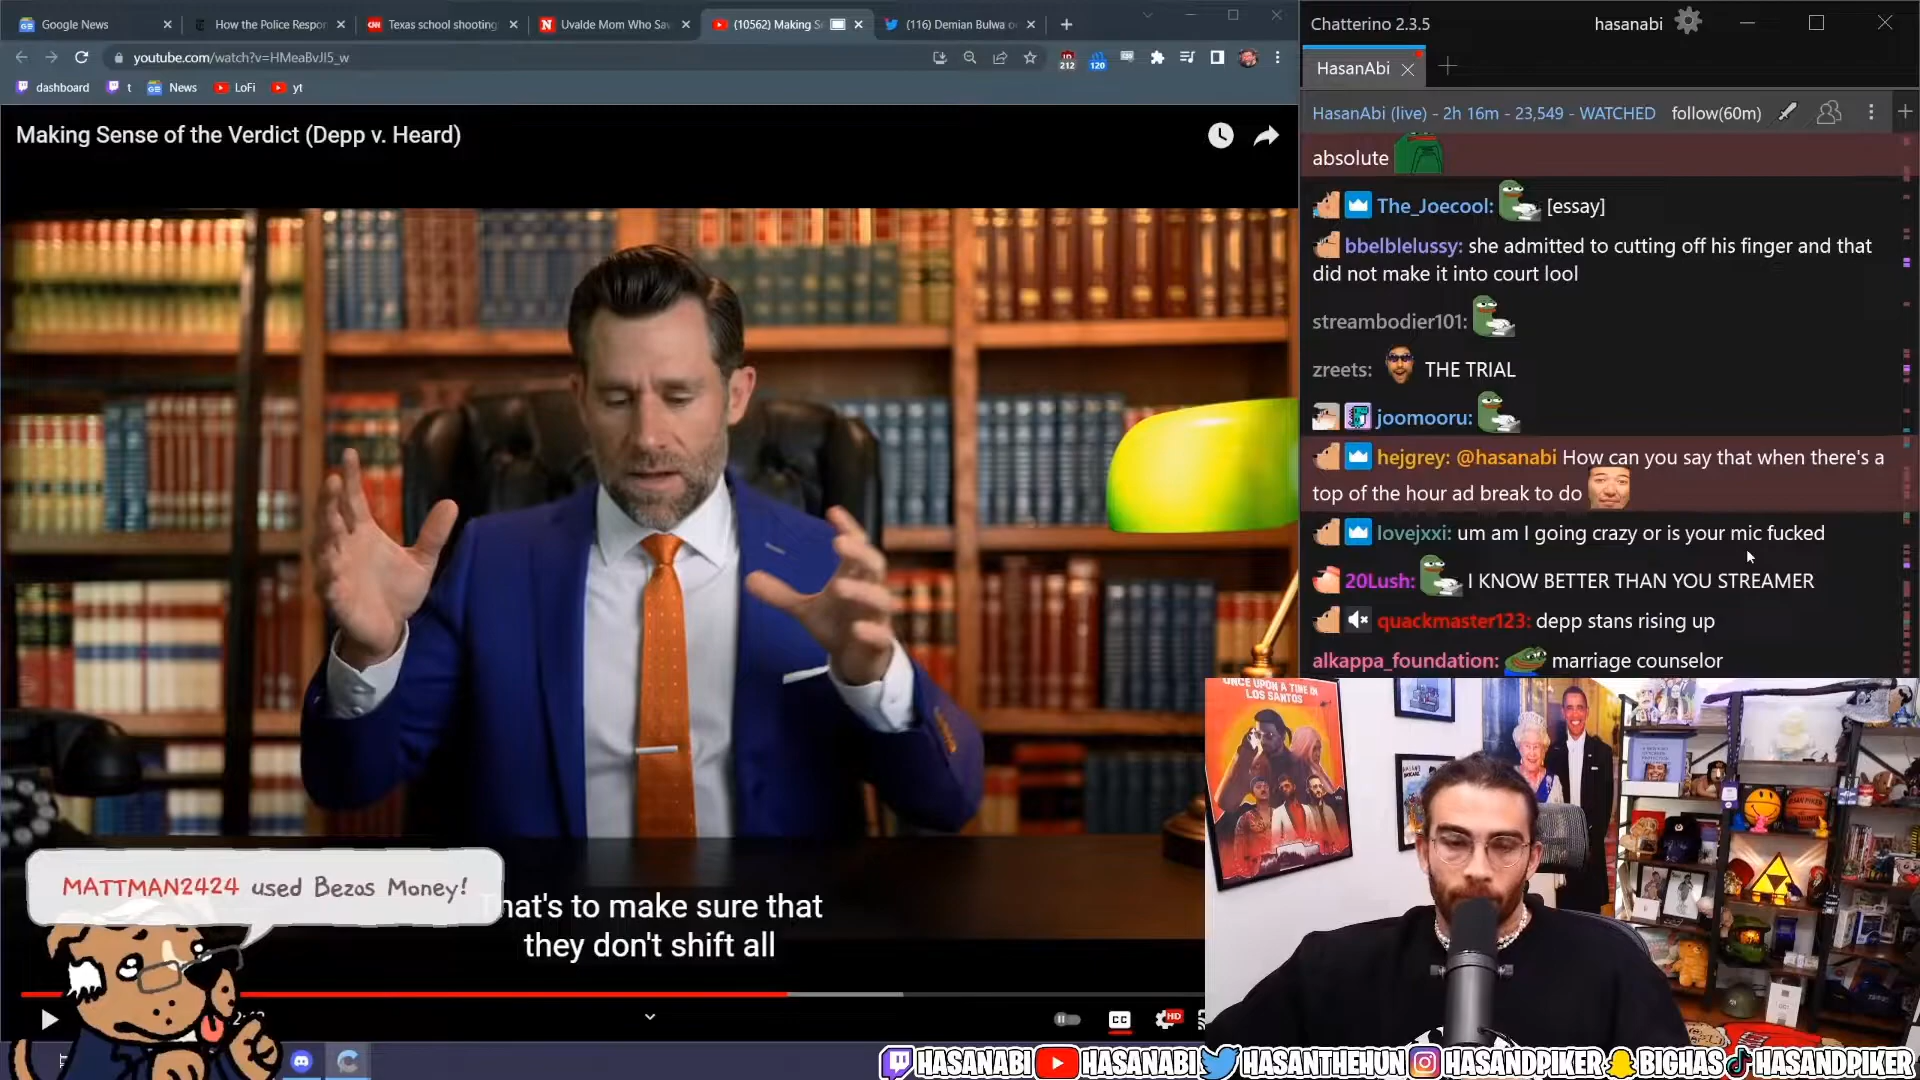 Google News
How the Police Respon
Texas school shooting
Uvalde Mom Who Sav
(10562) Making S
(116) Demian Bulwa o
youtube.com/watch?v=HMeaBvJI5_w
212
120
dashboard
t
News
LoFi
yt
Making Sense of the Verdict (Depp v. Heard)
MATTMAN2424 used Bezos Money!
hat's to make sure that
they don't shift all
CC
HD
Chatterino 2.3.5
hasanabi
HasanAbi
HasanAbi (live) - 2h 16m - 23,549 - WATCHED
follow(60m)
absolute
The_Joecool: [essay]
bbelblelussy: she admitted to cutting off his finger and that
did not make it into court lool
streambodier101:
zreets: THE TRIAL
joomooru:
hejgrey: @hasanabi How can you say that when there's a
top of the hour ad break to do
lovejxxi: um am I going crazy or is your mic fucked
20Lush: I KNOW BETTER THAN YOU STREAMER
quackmaster123: depp stans rising up
alkappa_foundation: marriage counselor
ONCE UPON A TIME IN
LOS SANTOS
HASANABI HASANABI HASANTHEHUN HASANDPIKER BIGHAS HASANDPIKER